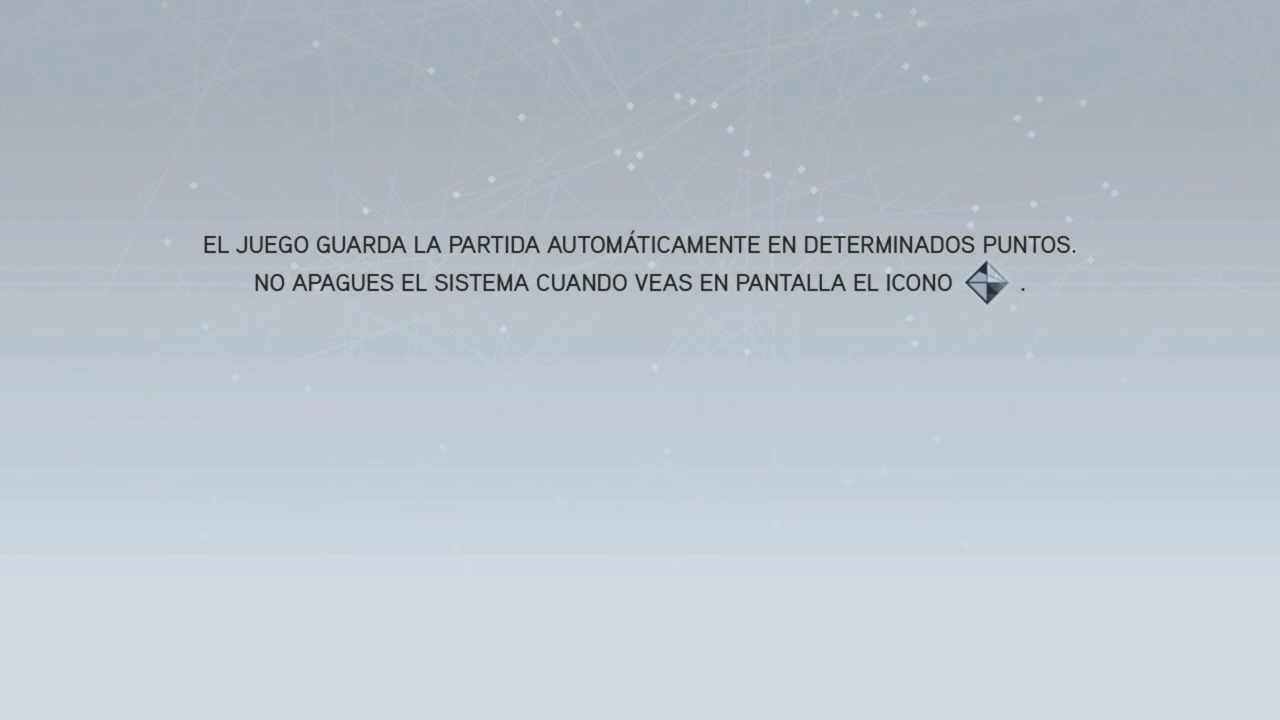 EL JUEGO GUARDA LA PARTIDA AUTOMÁTICAMENTE EN DETERMINADOS PUNTOS.
NO APAGUES EL SISTEMA CUANDO VEAS EN PANTALLA EL ICONO .